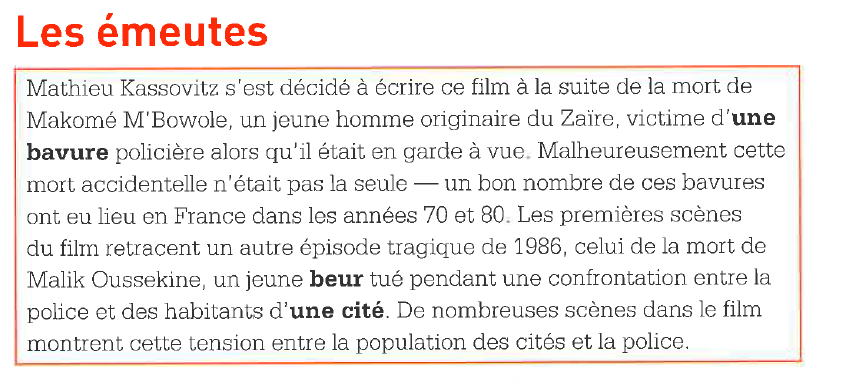 Les émeutes
Mathieu Kassovitz s'est décidé à écrire ce film à la suite de la mort de
Makomé M'Bowole, un jeune homme originaire du Zaïre, victime d'une
bavure policière alors qu'il était en garde à vue. Malheureusement cette
mort accidentelle n'était pas la seule — un bon nombre de ces bavures
ont eu lieu en France dans les années 70 et 80. Les premières scènes
du film retracent un autre épisode tragique de 1986, celui de la mort de
Malik Oussekine, un jeune beur tué pendant une confrontation entre la
police et des habitants d'une cité. De nombreuses scènes dans le film
montrent cette tension entre la population des cités et la police.